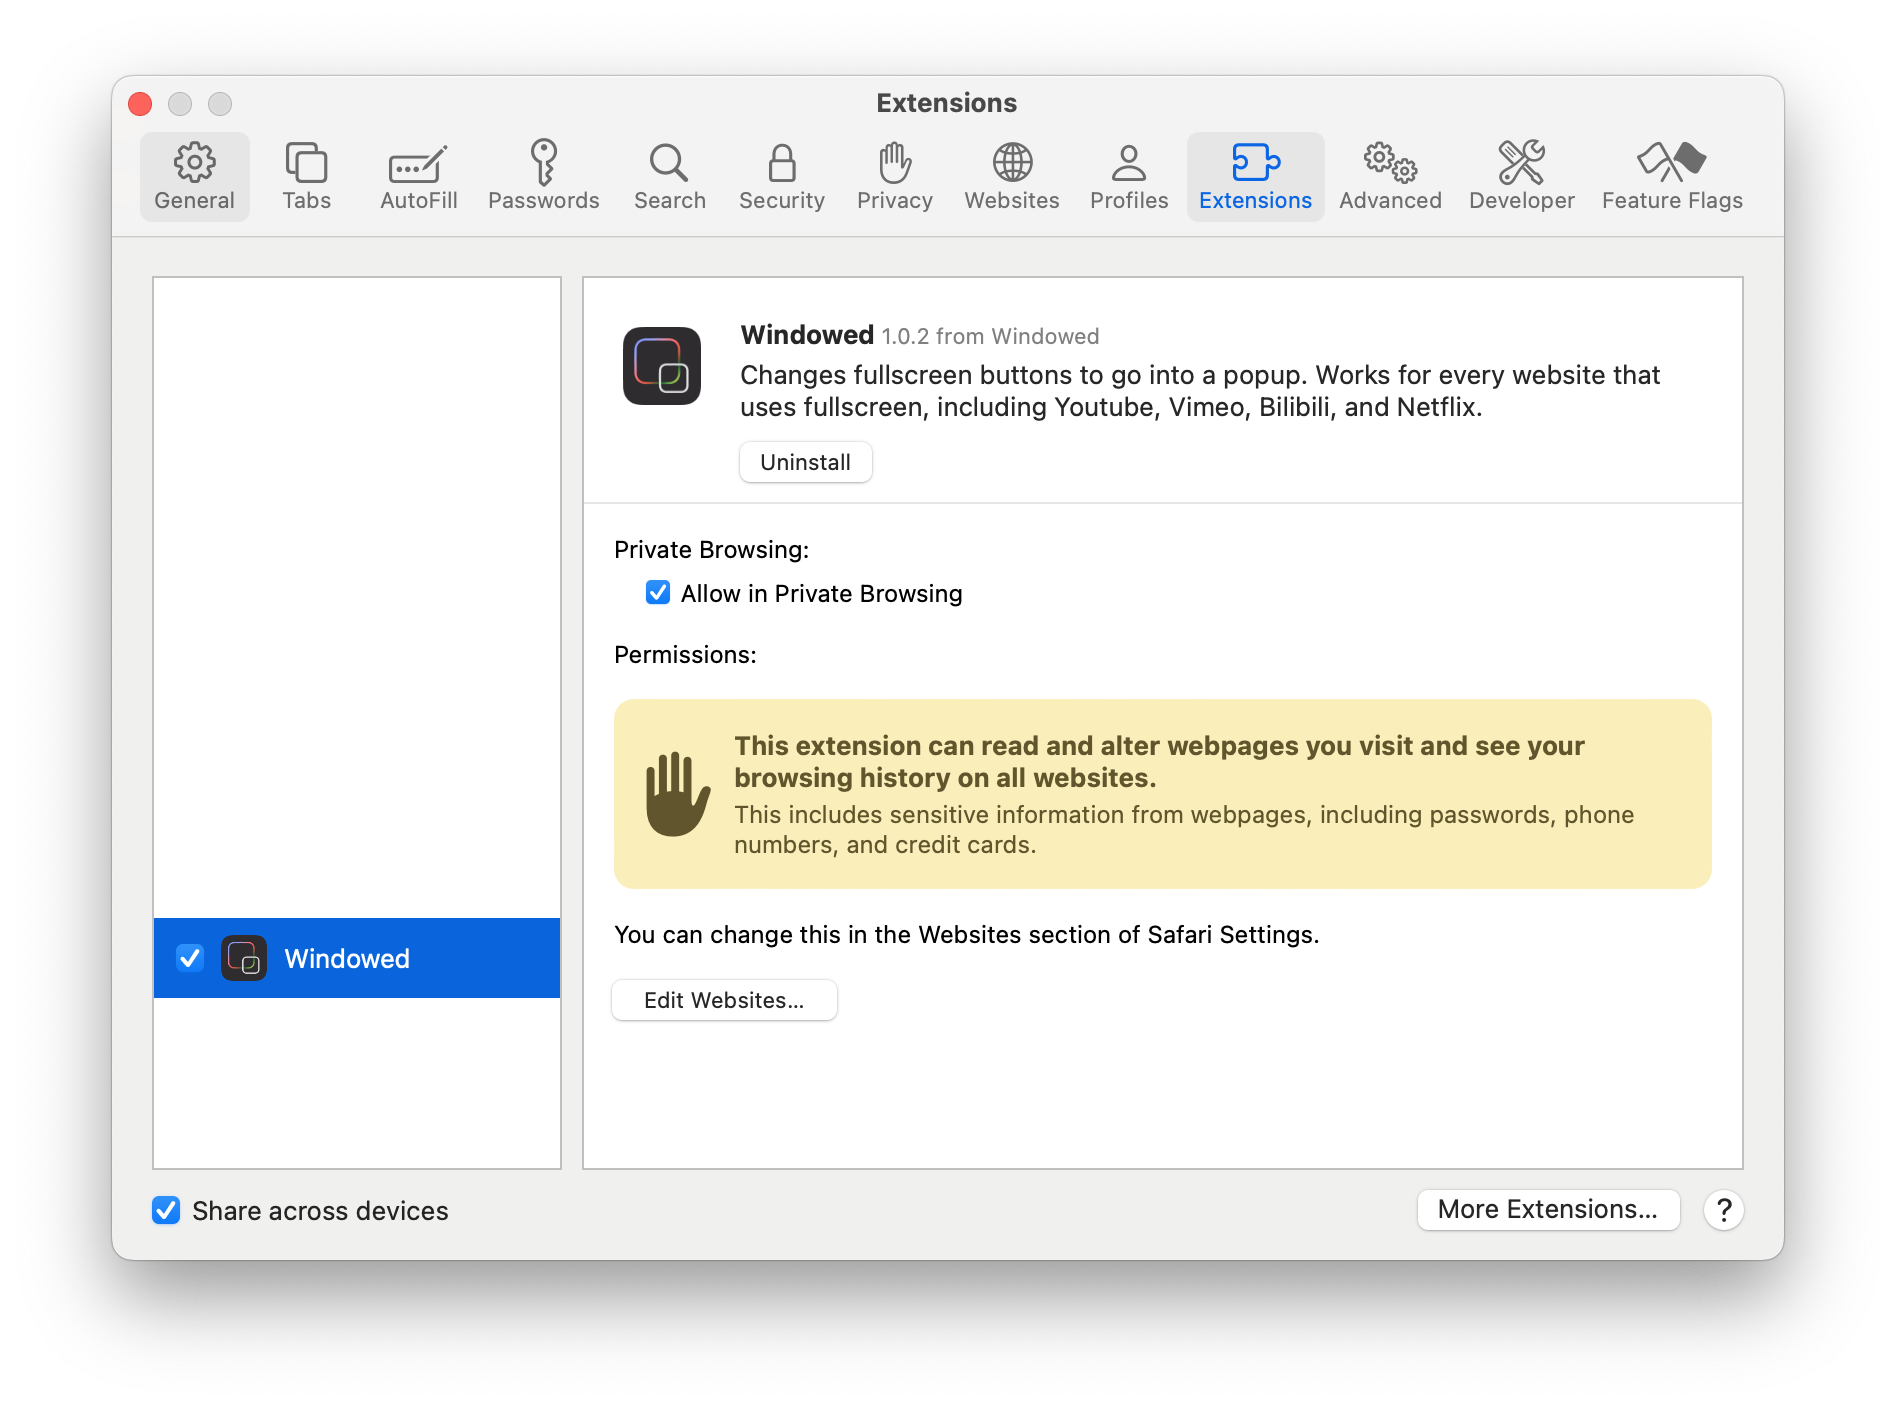 Extensions
General
Tabs
AutoFill
Passwords
Search
Security
Privacy
Websites
Profiles
Extensions
Advanced
Developer
Feature Flags
Windowed
Windowed 1.0.2 from Windowed
Changes fullscreen buttons to go into a popup. Works for every website that
uses fullscreen, including Youtube, Vimeo, Bilibili, and Netflix.
Uninstall
Private Browsing:
Allow in Private Browsing
Permissions:
This extension can read and alter webpages you visit and see your
browsing history on all websites.
This includes sensitive information from webpages, including passwords, phone
numbers, and credit cards.
You can change this in the Websites section of Safari Settings.
Edit Websites...
Share across devices
More Extensions...
?